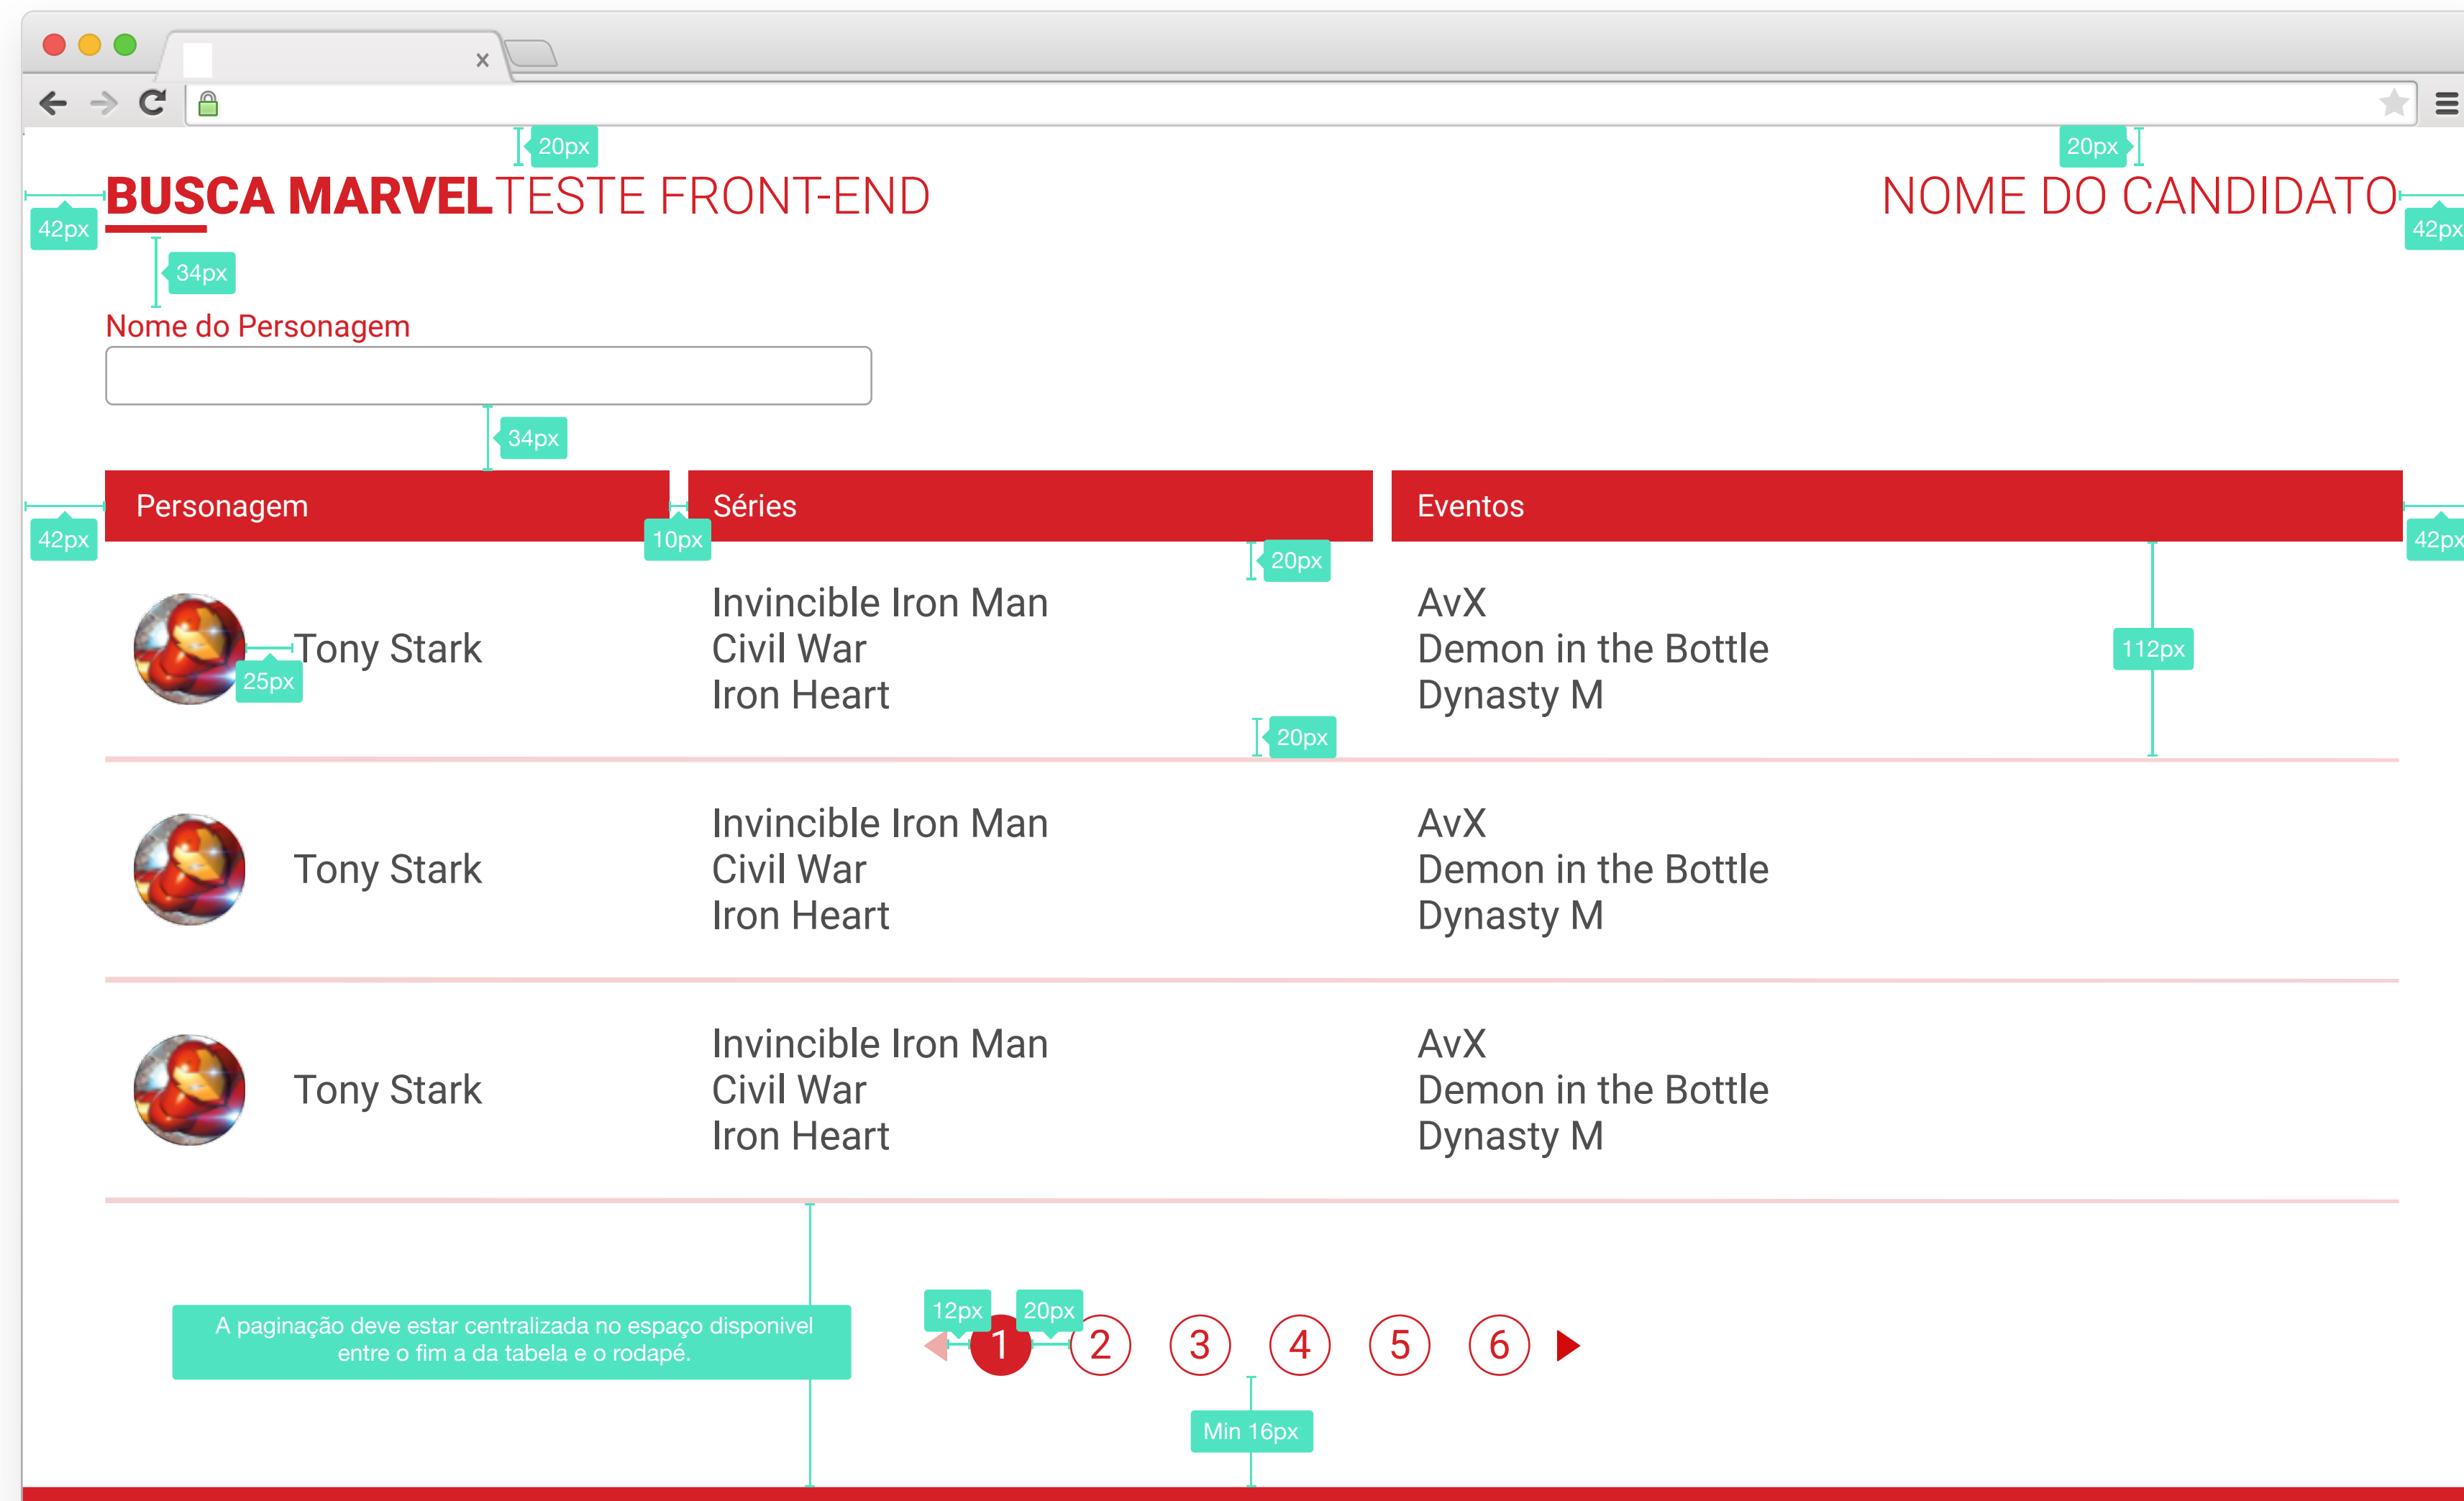 20px
20px
BUSCA MARVEL TESTE FRONT-END
NOME DO CANDIDATO
42px
42px
34px
Nome do Personagem
34px
Personagem
Séries
Eventos
42px
10px
42px
20px
Invincible Iron Man
AvX
Tony Stark
Civil War
Demon in the Bottle
112px
25px
Iron Heart
Dynasty M
20px
Invincible Iron Man
AvX
Tony Stark
Civil War
Demon in the Bottle
Iron Heart
Dynasty M
Invincible Iron Man
AvX
Tony Stark
Civil War
Demon in the Bottle
Iron Heart
Dynasty M
12px
20px
A paginação deve estar centralizada no espaço disponivel
entre o fim a da tabela e o rodapé.
1 2 3 4 5 6
Min 16px